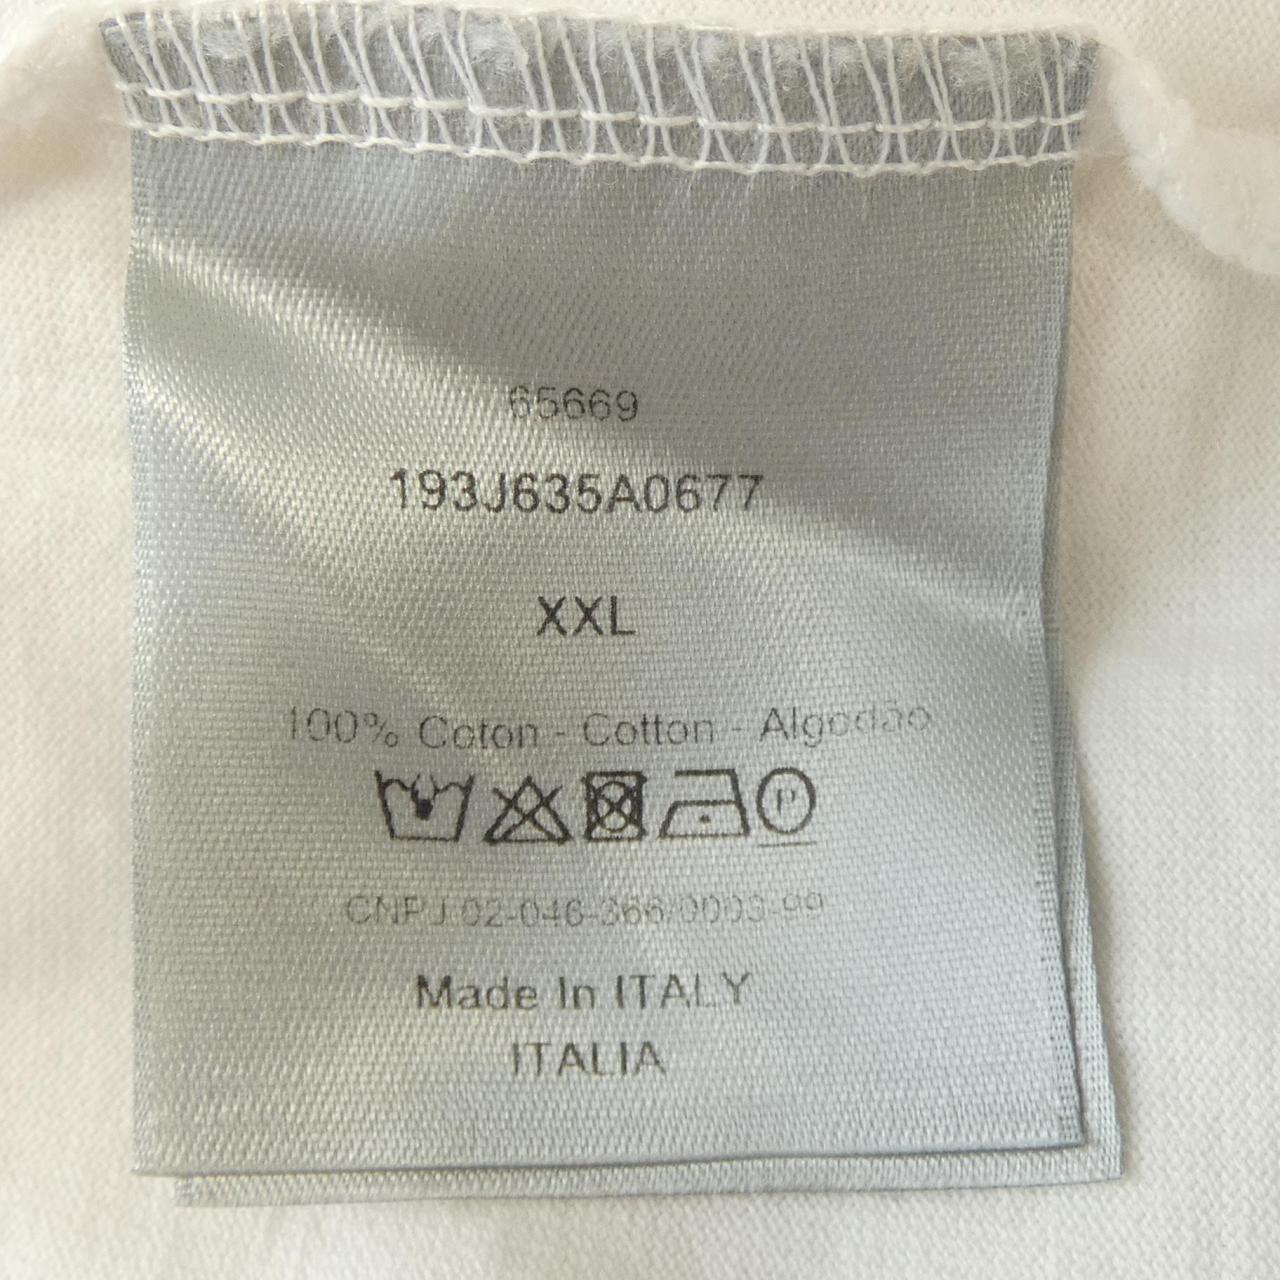 65669
193J635A0677
XXL
100% Coton - Cotton - Algodão
P
CNPJ 02-046-366/0003-99
Made In ITALY
ITALIA